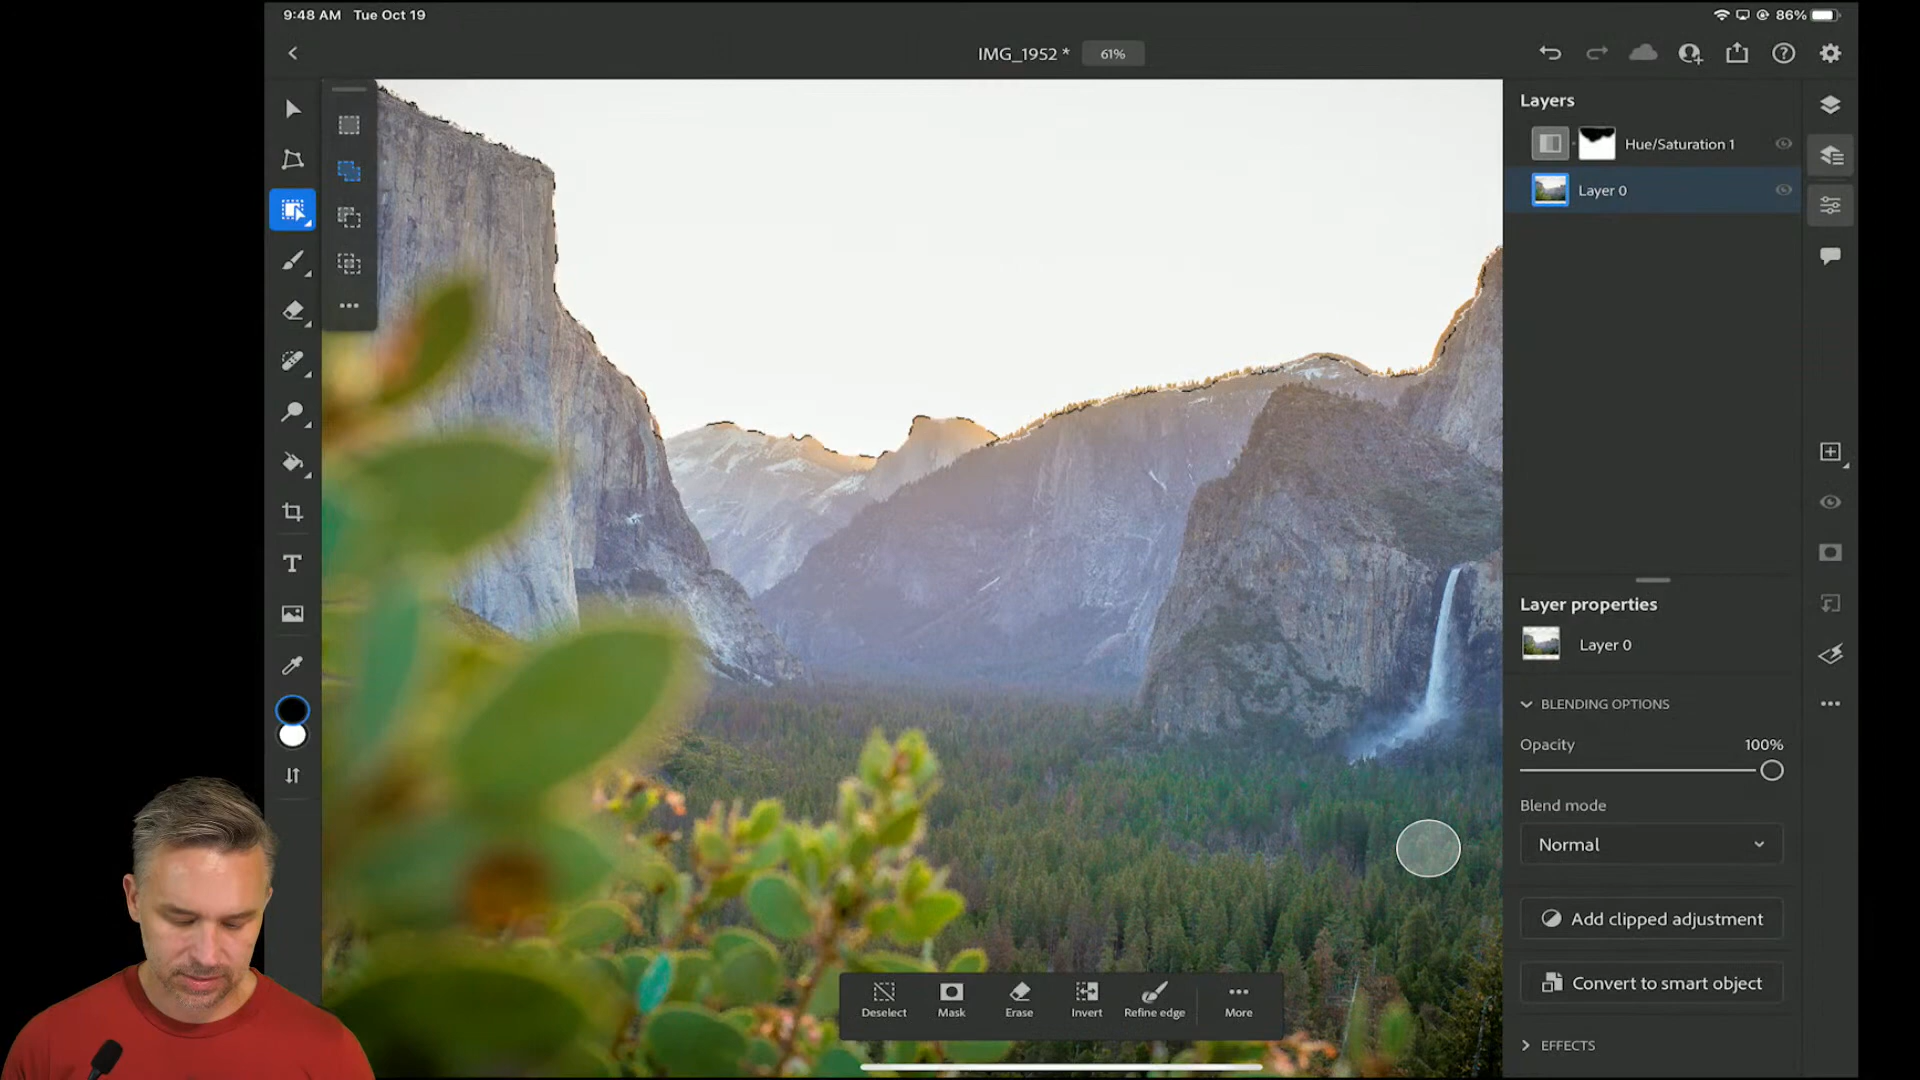 9:48 AM Tue Oct 19
86%
IMG_1952 *
61%
Layers
Hue/Saturation 1
Layer 0
T
Layer properties
Layer 0
BLENDING OPTIONS
Opacity 100%
Blend mode
Normal
Add clipped adjustment
Convert to smart object
EFFECTS
Deselect Mask Erase Invert Refine edge More